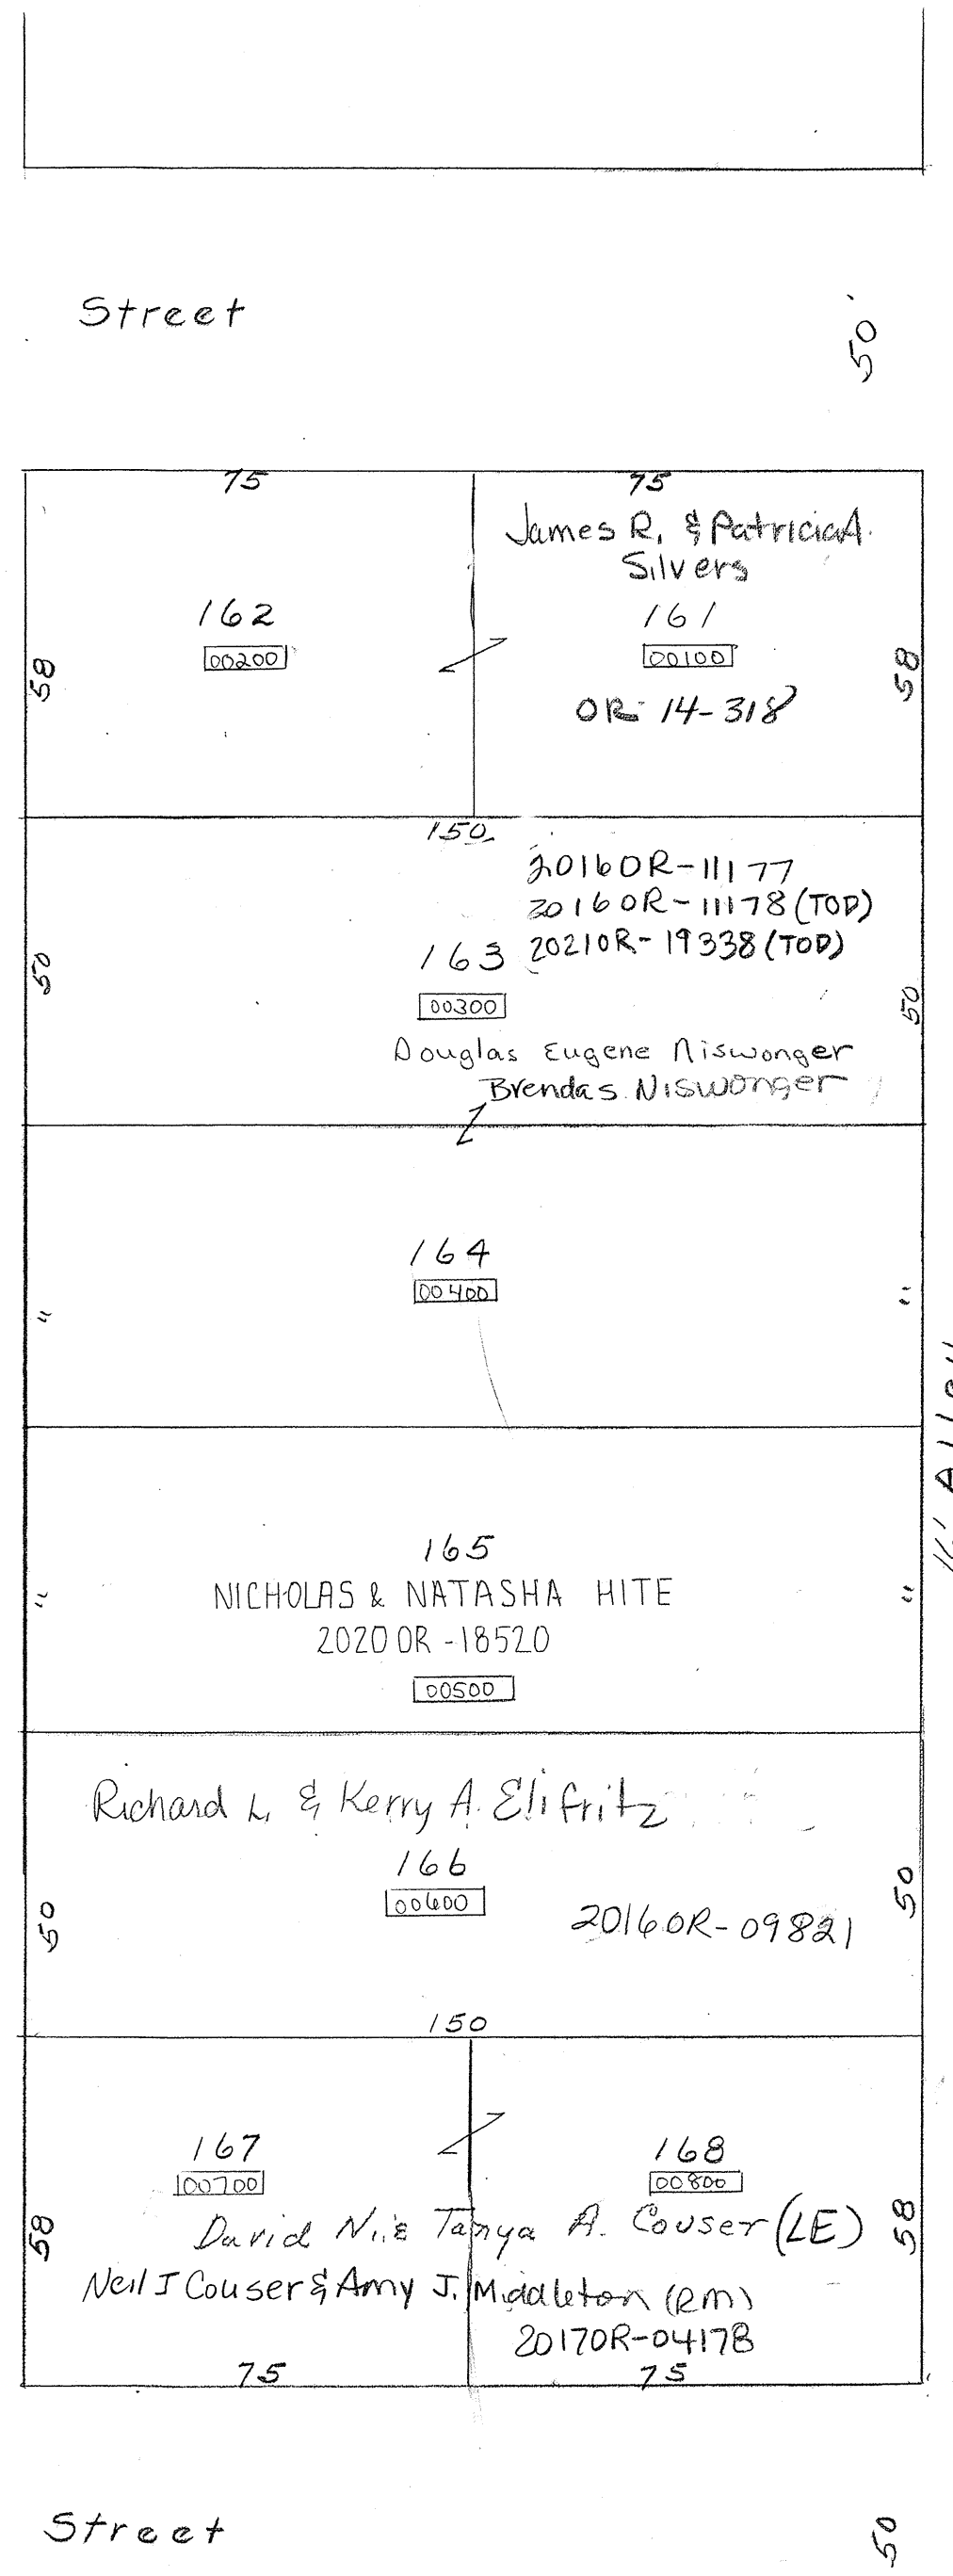 Street
50
75 75
James R. & Patricia A.
Silvers
162 161
00200 00100
58 58
OR 14-318
150
2016OR-11177
2016OR-11178 (TOD)
163 2021OR-19338 (TOD)
50 50
00300
Douglas Eugene Niswonger
Brenda S. Niswonger
164
00400
" "
16' Alley
165
NICHOLAS & NATASHA HITE
" "
2020OR-18520
00500
Richard L. & Kerry A. Elifritz
166
00600
50 50
2016OR-09821
150
167 168
00700 00800
58 58
David N. & Tanya A. Couser (LE)
Neil J Couser & Amy J. Middleton (RM)
2017OR-04178
75 75
Street
50